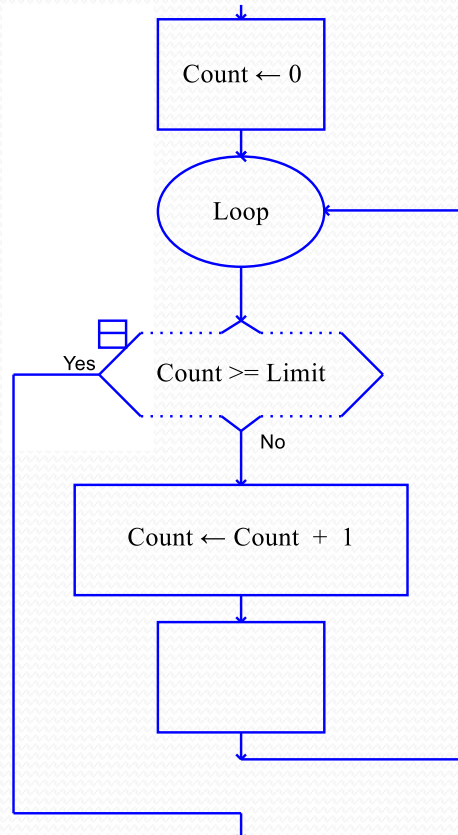 Count ← 0
Loop
Yes
Count >= Limit
No
Count ← Count + 1